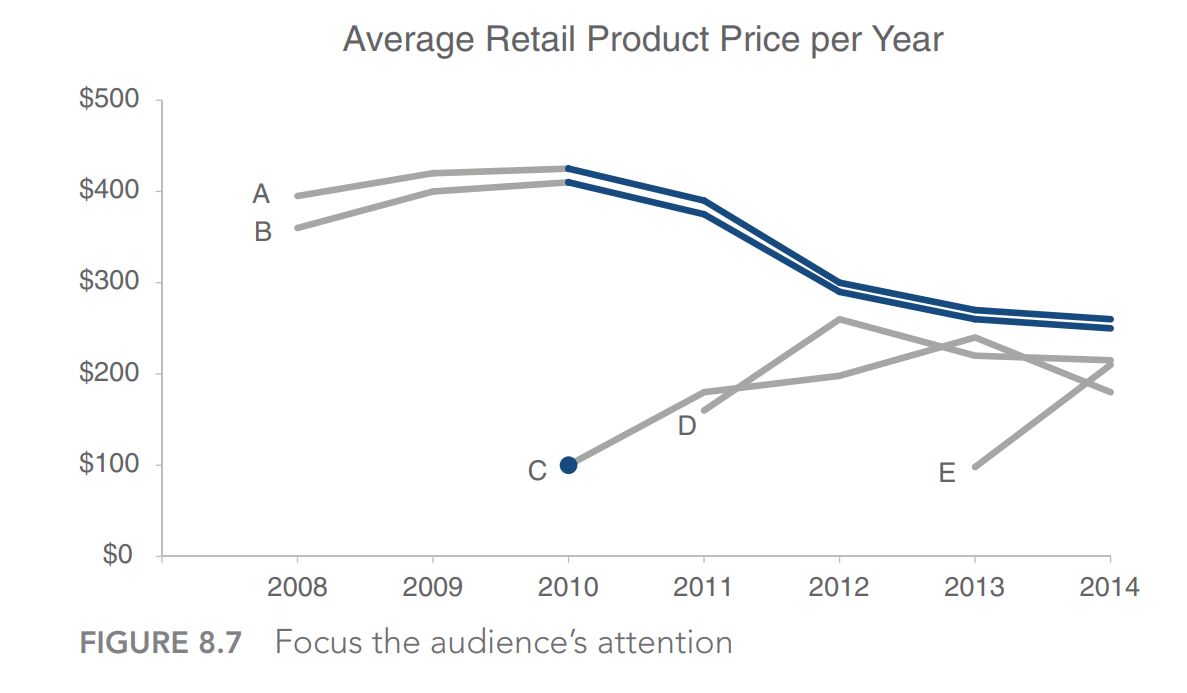 Average Retail Product Price per Year
$500
$400
$300
$200
$100
$0
A
B
C
D
E
2008 2009 2010 2011 2012 2013 2014
FIGURE 8.7 Focus the audience’s attention